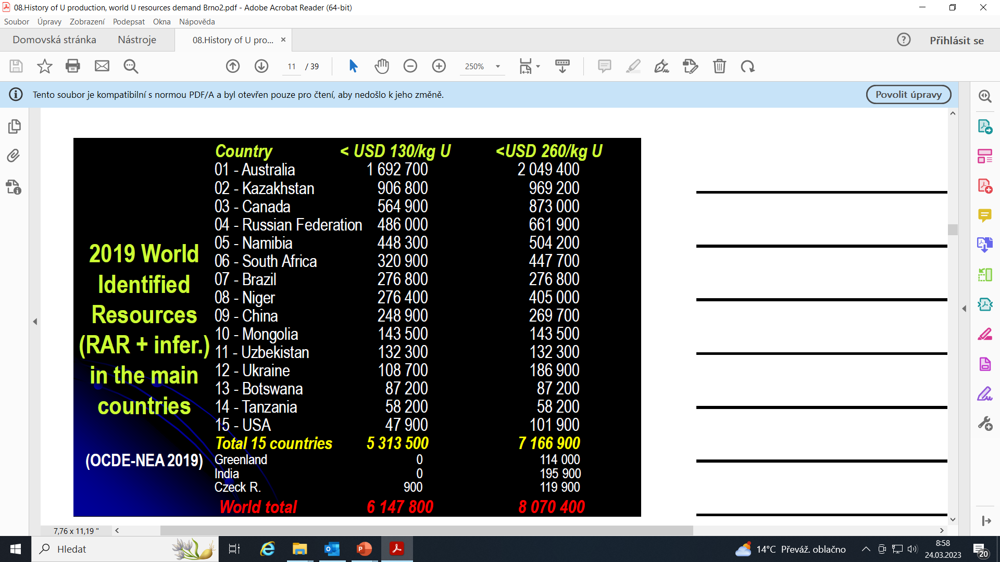 08.History of U production, world U resources demand Brno2.pdf - Adobe Acrobat Reader (64-bit)
Soubor Úpravy Zobrazení Podepsat Okna Nápověda
Domovská stránka Nástroje 08.History of U pro... × Přihlásit se
11 / 39 250%
Tento soubor je kompatibilní s normou PDF/A a byl otevřen pouze pro čtení, aby nedošlo k jeho změně. Povolit úpravy
2019 World
Identified
Resources
(RAR + infer.)
in the main
countries
(OCDE-NEA 2019)
Country < USD 130/kg U <USD 260/kg U
01 - Australia 1 692 700 2 049 400
02 - Kazakhstan 906 800 969 200
03 - Canada 564 900 873 000
04 - Russian Federation 486 000 661 900
05 - Namibia 448 300 504 200
06 - South Africa 320 900 447 700
07 - Brazil 276 800 276 800
08 - Niger 276 400 405 000
09 - China 248 900 269 700
10 - Mongolia 143 500 143 500
11 - Uzbekistan 132 300 132 300
12 - Ukraine 108 700 186 900
13 - Botswana 87 200 87 200
14 - Tanzania 58 200 58 200
15 - USA 47 900 101 900
Total 15 countries 5 313 500 7 166 900
Greenland 0 114 000
India 0 195 900
Czeck R. 900 119 900
World total 6 147 800 8 070 400
7,76 x 11,19 "
Hledat
14°C Převáž. oblačno
8:58
24.03.2023
20